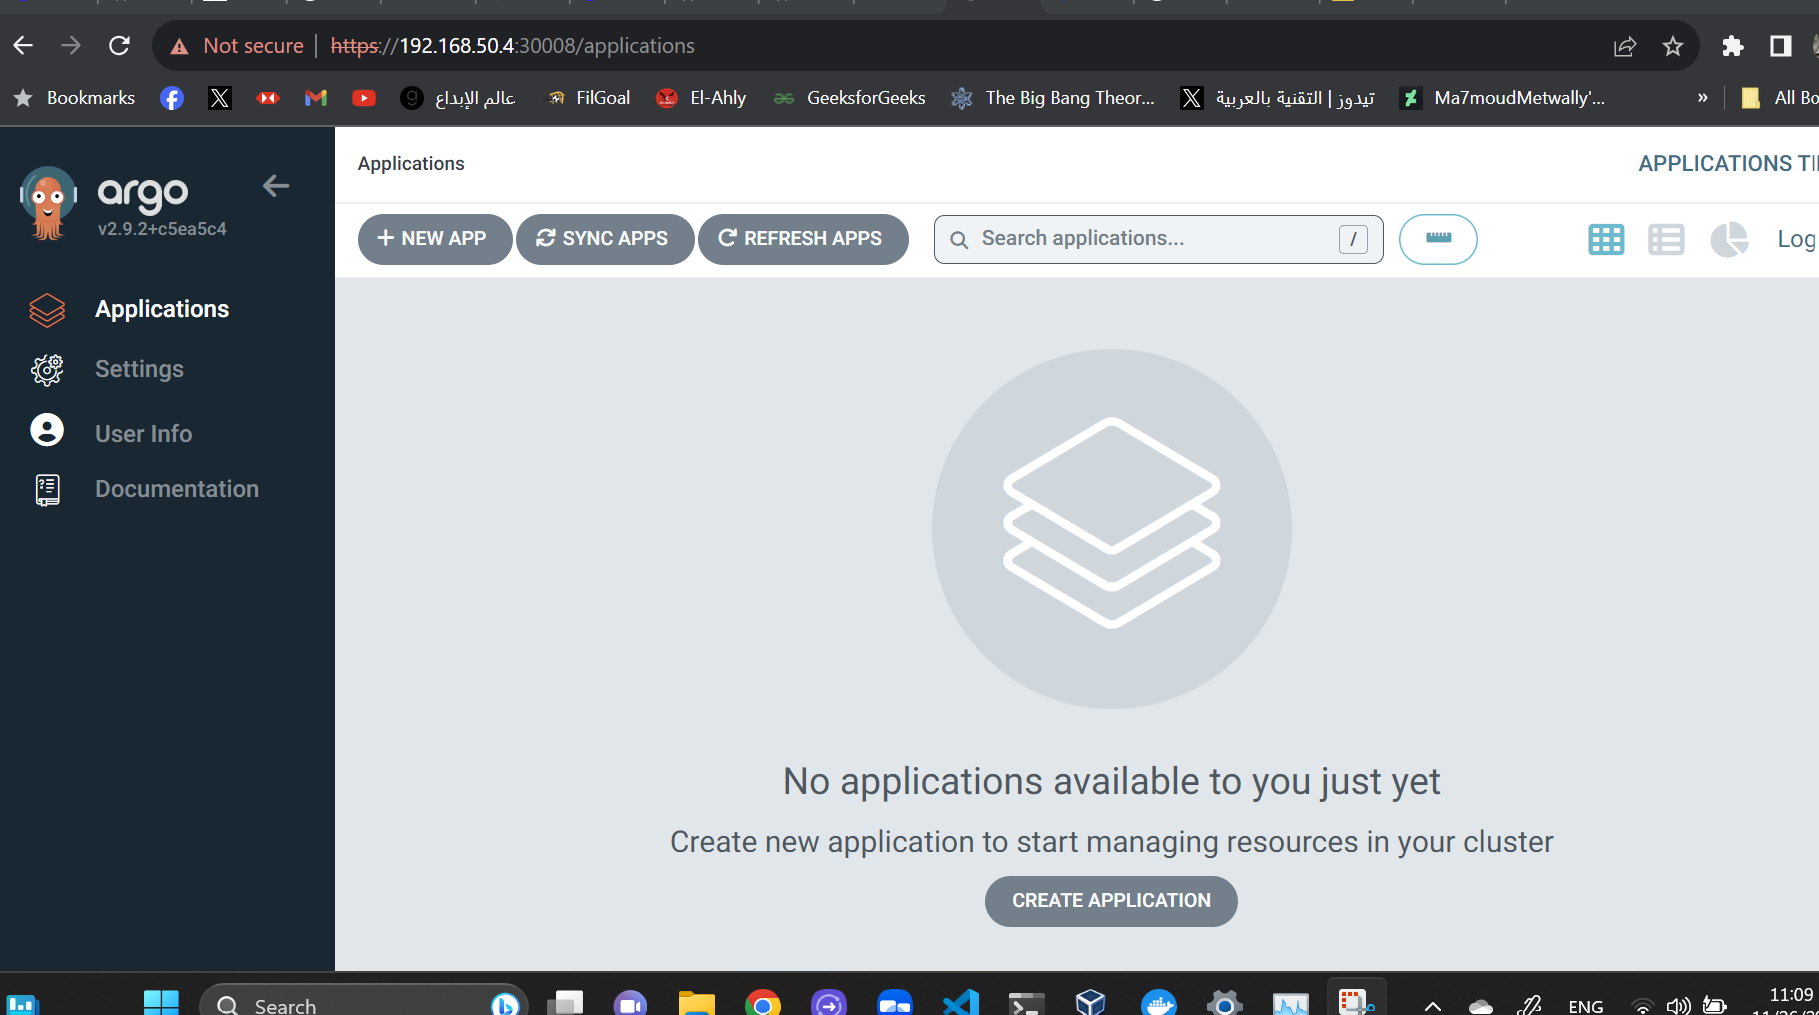 Not secure | https://192.168.50.4:30008/applications
Bookmarks
عالم الإبداع
FilGoal
El-Ahly
GeeksforGeeks
The Big Bang Theor...
تيدوز | التقنية بالعربية
Ma7moudMetwally'...
»
All Bo
argo
v2.9.2+c5ea5c4
Applications
Settings
User Info
Documentation
Applications
APPLICATIONS TI
NEW APP
SYNC APPS
REFRESH APPS
Search applications...
/
Log
No applications available to you just yet
Create new application to start managing resources in your cluster
CREATE APPLICATION
Search
ENG
11:09